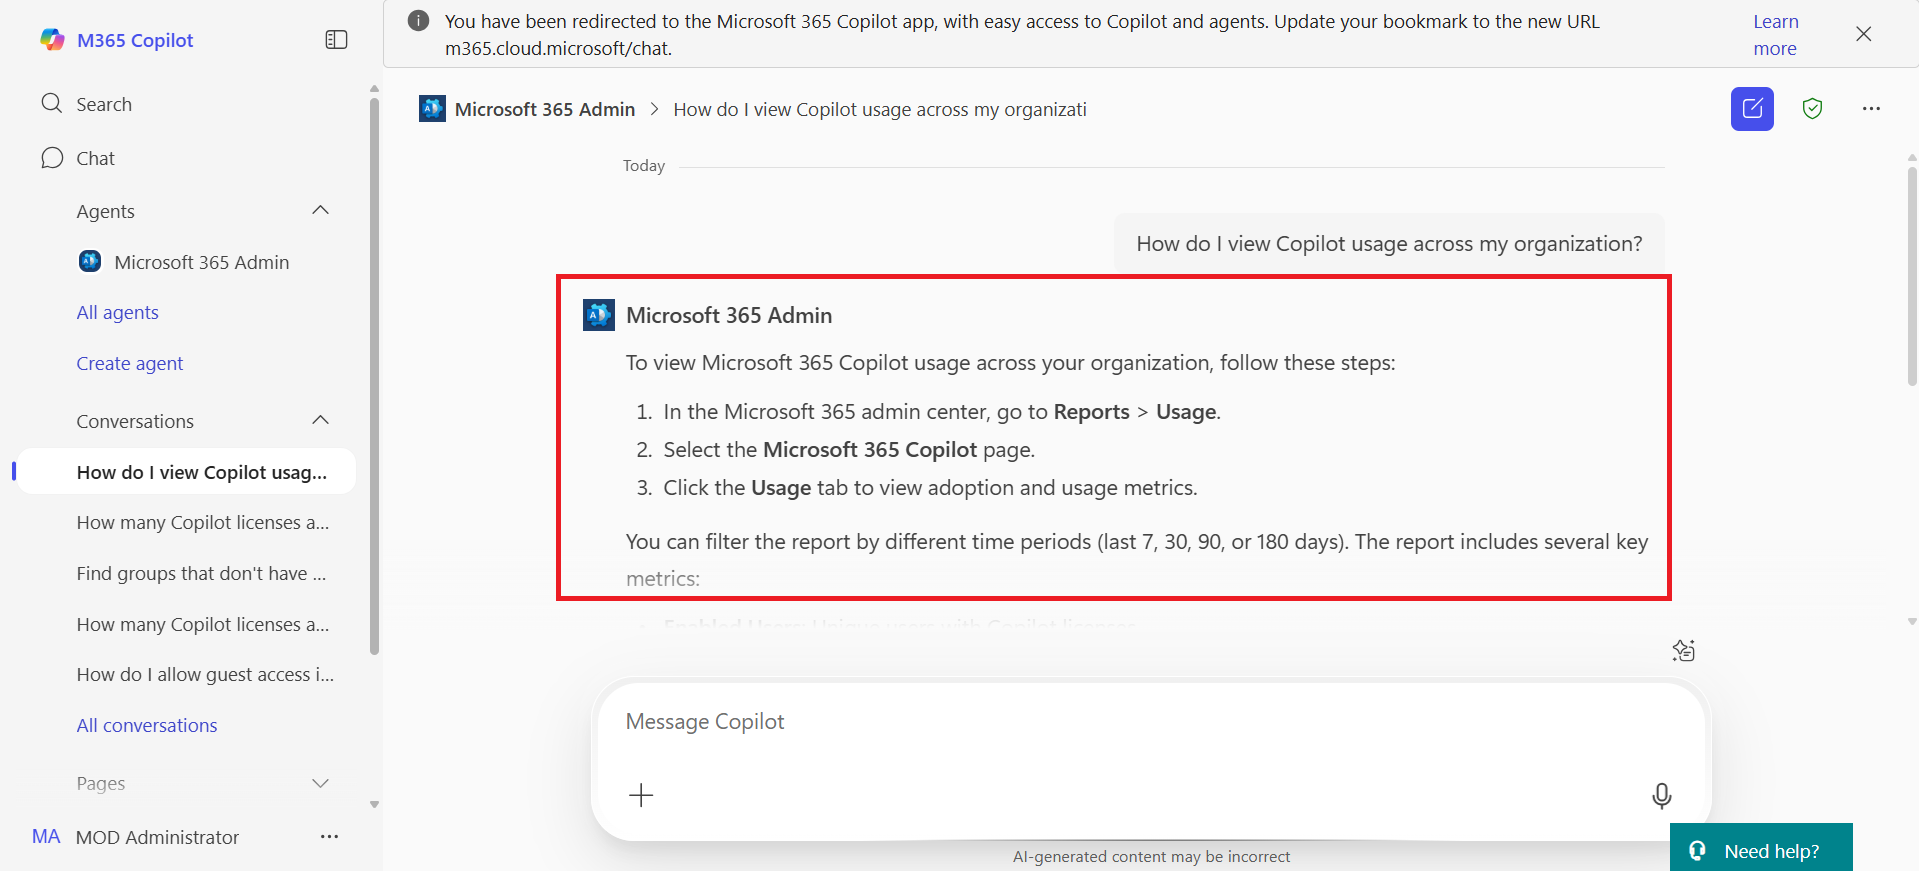 M365 Copilot
Search
Chat
Agents
Microsoft 365 Admin
All agents
Create agent
Conversations
How do I view Copilot usag...
How many Copilot licenses a...
Find groups that don't have ...
How many Copilot licenses a...
How do I allow guest access i...
All conversations
Pages
MA MOD Administrator
You have been redirected to the Microsoft 365 Copilot app, with easy access to Copilot and agents. Update your bookmark to the new URL
m365.cloud.microsoft/chat.
Learn
more
Microsoft 365 Admin > How do I view Copilot usage across my organizati
Today
How do I view Copilot usage across my organization?
Microsoft 365 Admin
To view Microsoft 365 Copilot usage across your organization, follow these steps:
1. In the Microsoft 365 admin center, go to Reports > Usage.
2. Select the Microsoft 365 Copilot page.
3. Click the Usage tab to view adoption and usage metrics.
You can filter the report by different time periods (last 7, 30, 90, or 180 days). The report includes several key
metrics:
Enabled Users: Unique users with Copilot licenses
Message Copilot
AI-generated content may be incorrect
Need help?